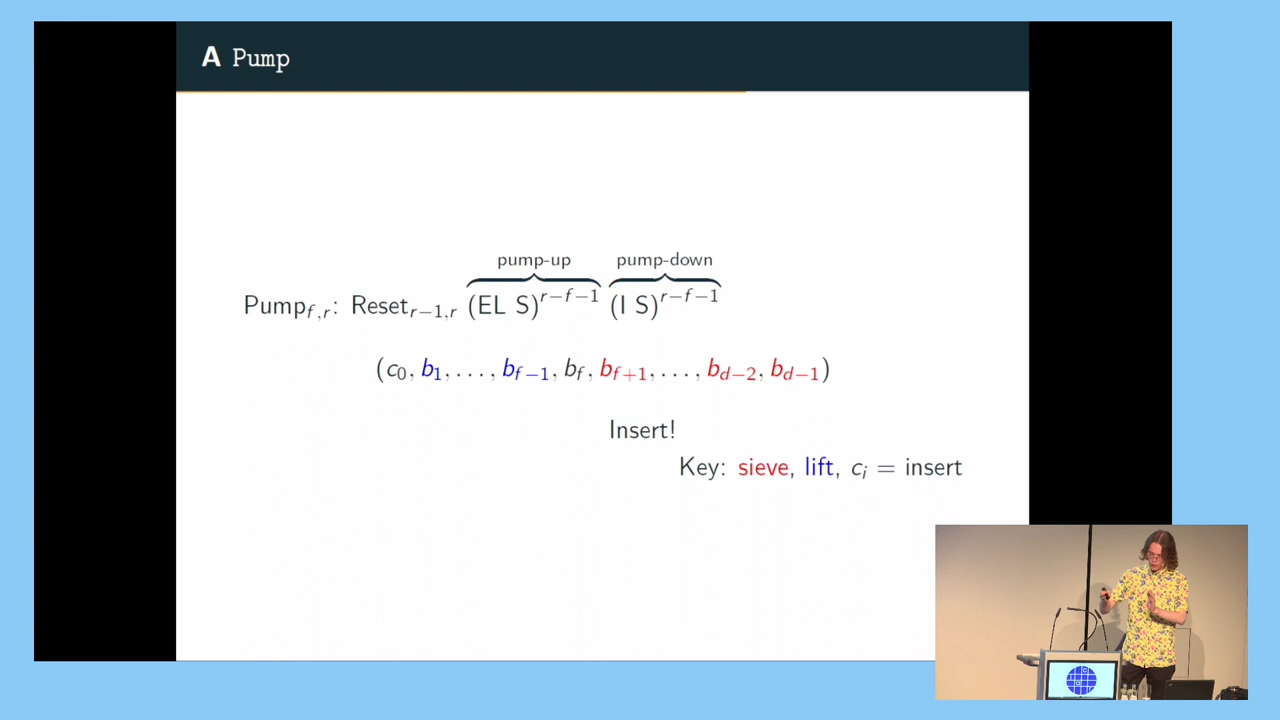 A Pump
pump-up pump-down
Pump_{f,r}: Reset_{r−1,r} (EL S)^{r−f−1} (I S)^{r−f−1}
(c_0, b_1, . . . , b_{f−1}, b_f, b_{f+1}, . . . , b_{d−2}, b_{d−1})
Insert!
Key: sieve, lift, c_i = insert